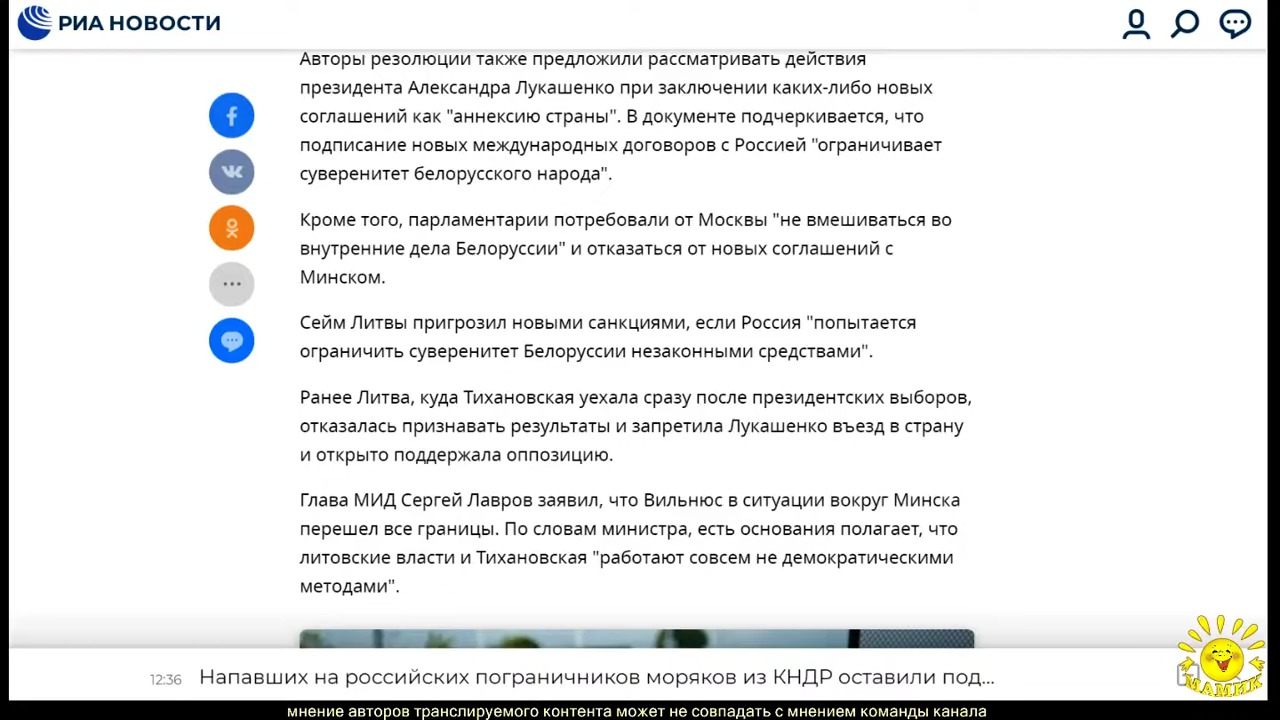 РИА НОВОСТИ
Авторы резолюции также предложили рассматривать действия
президента Александра Лукашенко при заключении каких-либо новых
соглашений как "аннексию страны". В документе подчеркивается, что
подписание новых международных договоров с Россией "ограничивает
суверенитет белорусского народа".
Кроме того, парламентарии потребовали от Москвы "не вмешиваться во
внутренние дела Белоруссии" и отказаться от новых соглашений с
Минском.
Сейм Литвы пригрозил новыми санкциями, если Россия "попытается
ограничить суверенитет Белоруссии незаконными средствами".
Ранее Литва, куда Тихановская уехала сразу после президентских выборов,
отказалась признавать результаты и запретила Лукашенко въезд в страну
и открыто поддержала оппозицию.
Глава МИД Сергей Лавров заявил, что Вильнюс в ситуации вокруг Минска
перешел все границы. По словам министра, есть основания полагает, что
литовские власти и Тихановская "работают совсем не демократическими
методами".
12:36 Напавших на российских пограничников моряков из КНДР оставили под...
МАМИК
мнение авторов транслируемого контента может не совпадать с мнением команды канала